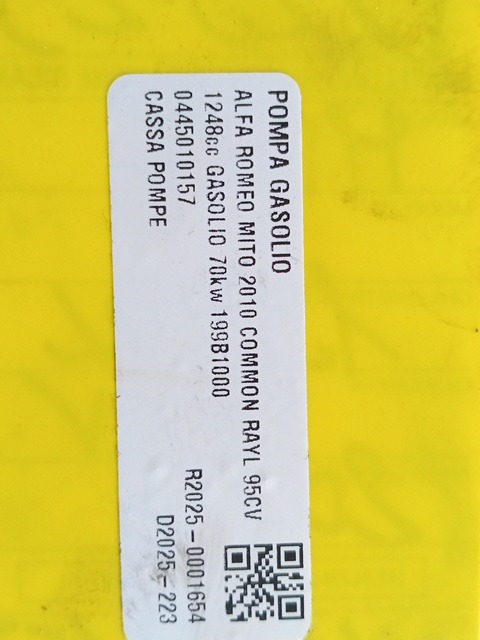 POMPA GASOLIO
ALFA ROMEO MITO 2010 COMMON RAYL 95CV
1248cc GASOLIO 70kw 199B1000
0445010157
CASSA POMPE
R2025-0001654
D2025-223